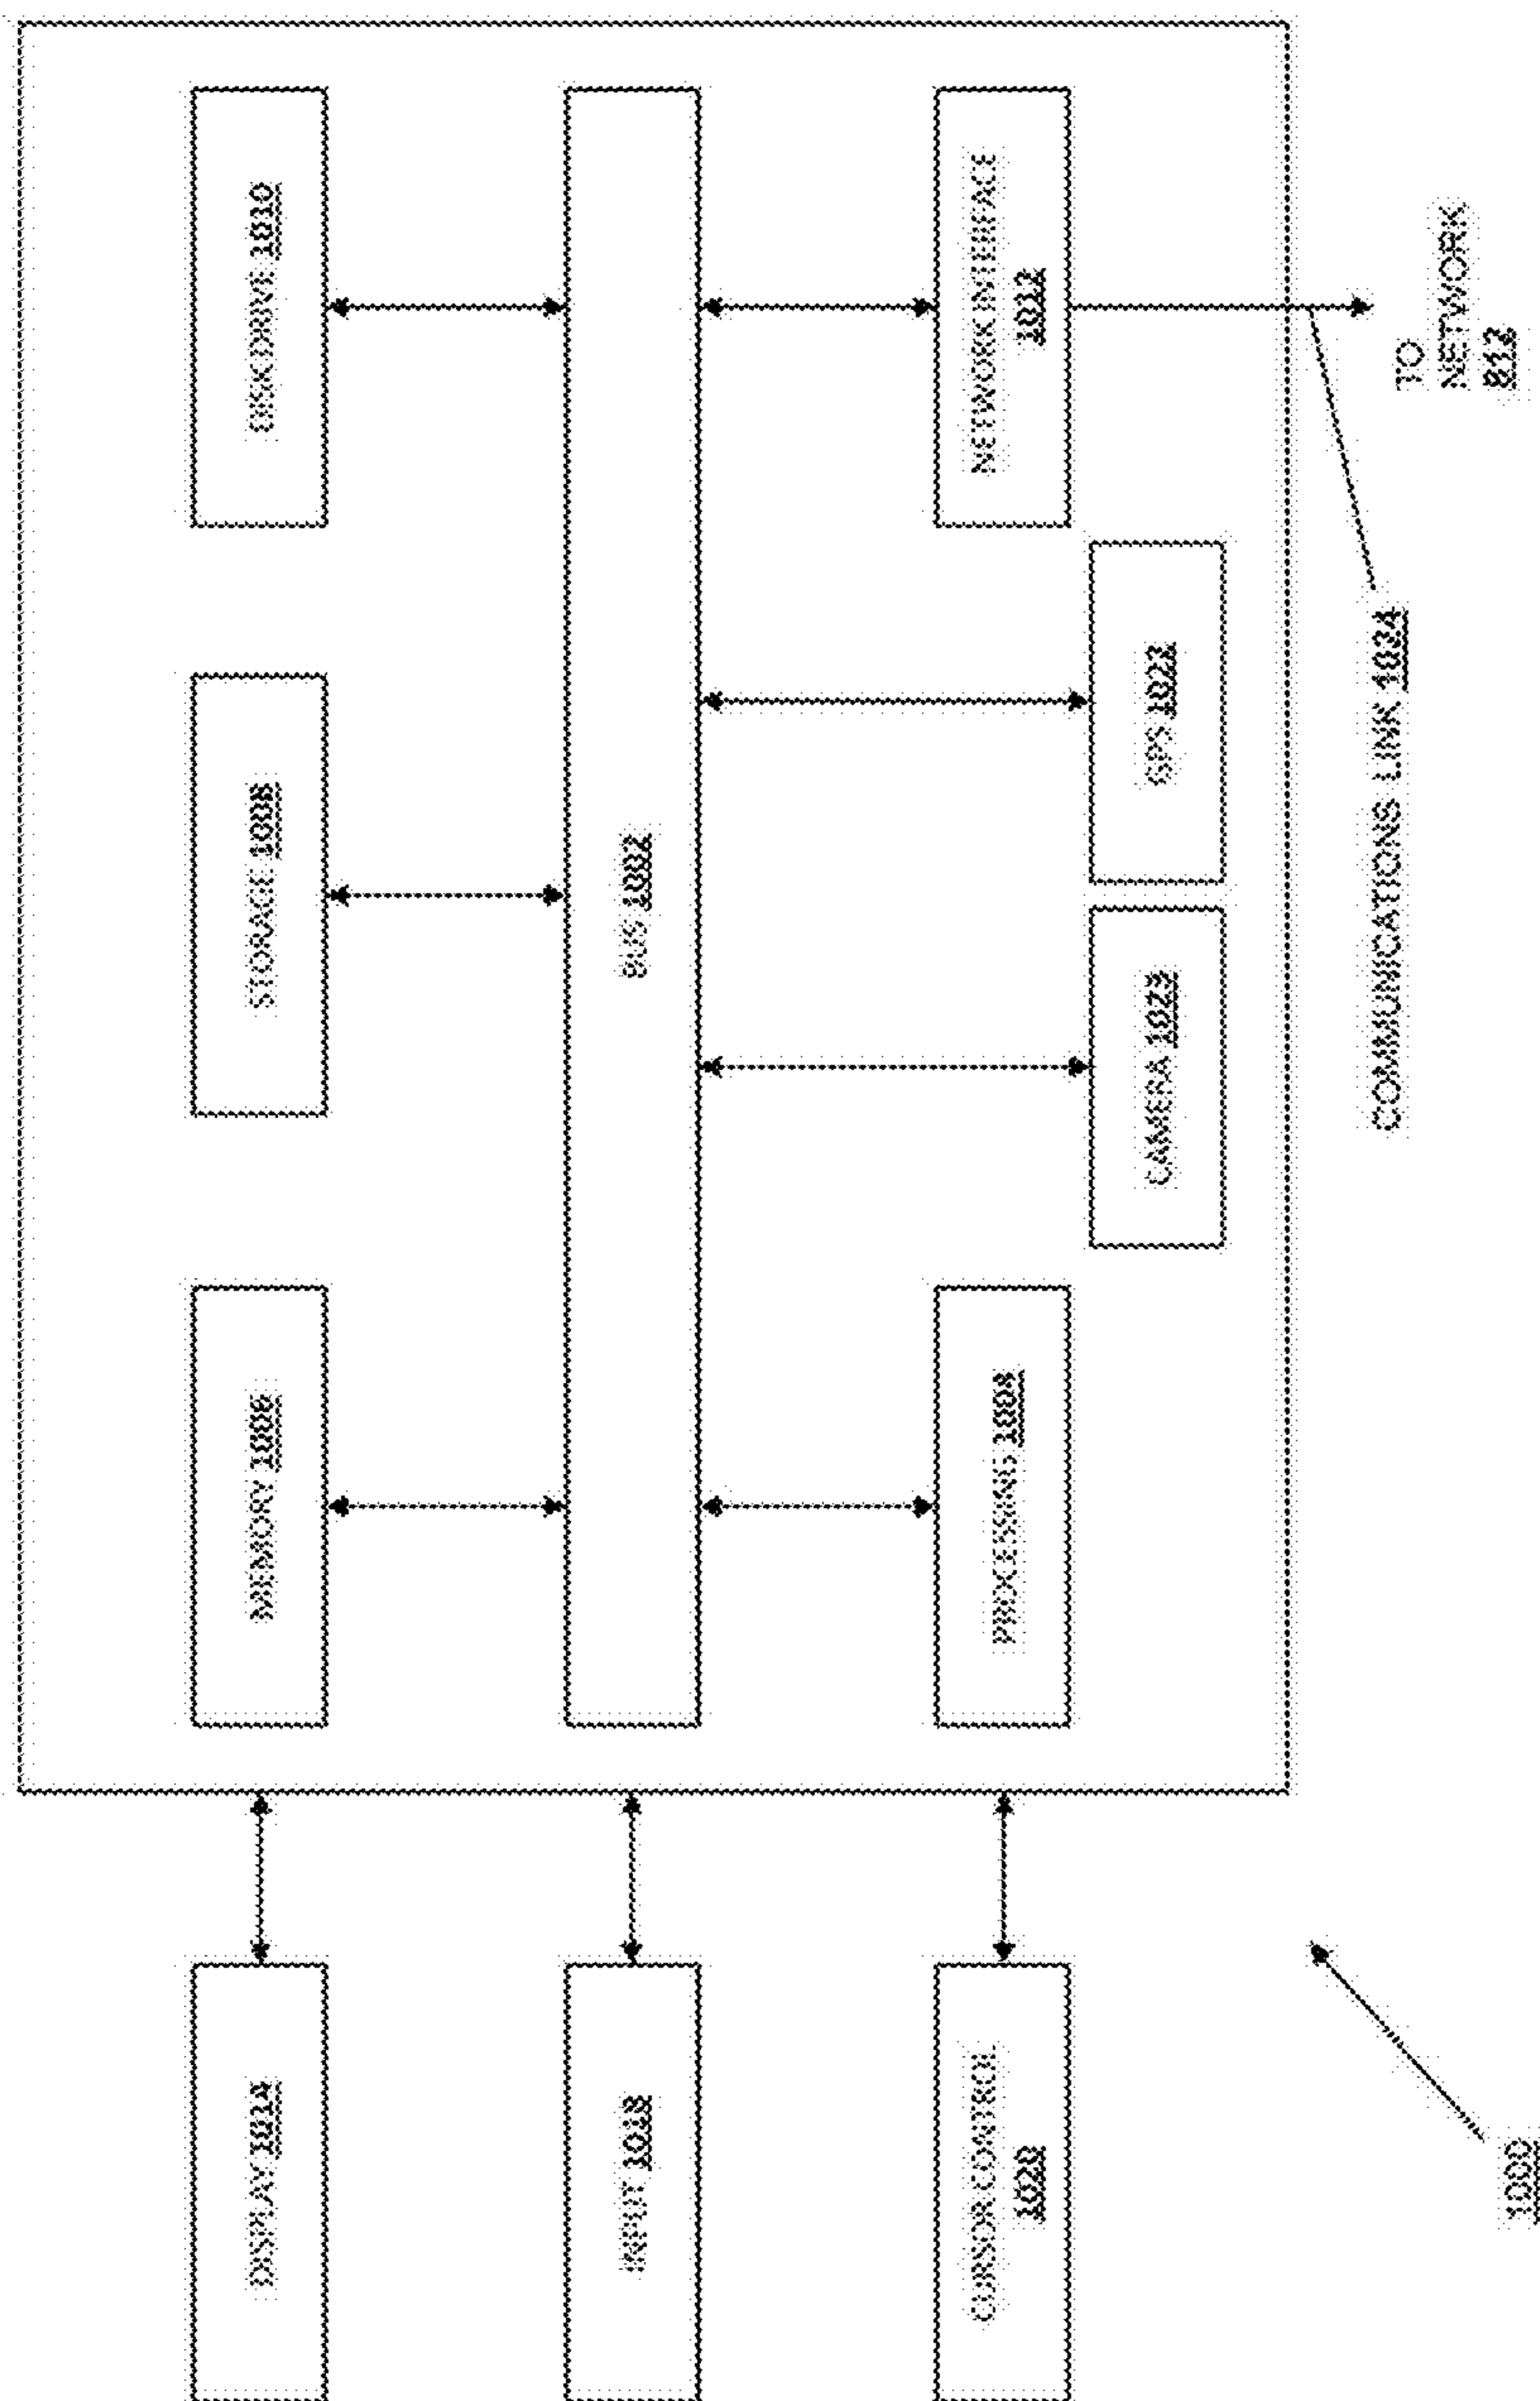 DISPLAY 1014
MEMORY 1006
STORAGE 1008
DISK DRIVE 1010
INPUT 1018
BUS 1002
CURSOR CONTROL
1020
PROCESSING 1004
NETWORK INTERFACE
1012
CAMERA 1023
GPS 1022
COMMUNICATIONS LINK 1024
TO
NETWORK
812
1000